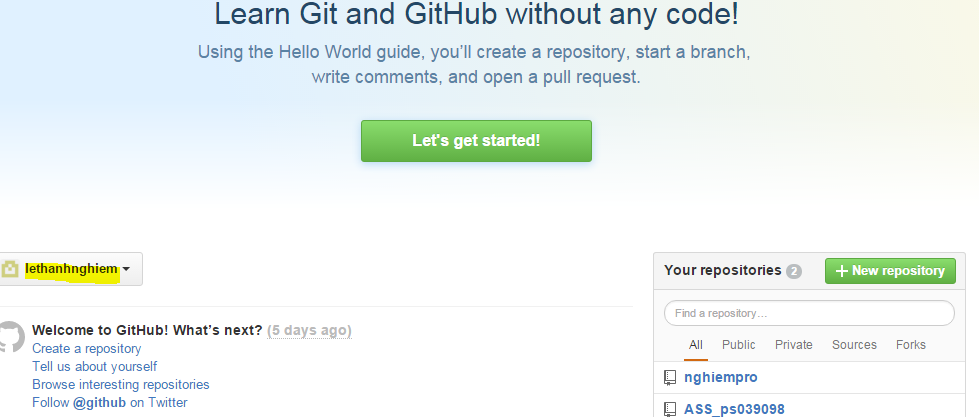 Learn Git and GitHub without any code!
Using the Hello World guide, you’ll create a repository, start a branch,
write comments, and open a pull request.
Let's get started!
lethanhnghiem
Welcome to GitHub! What’s next? (5 days ago)
Create a repository
Tell us about yourself
Browse interesting repositories
Follow @github on Twitter
Your repositories 2
+ New repository
Find a repository…
All Public Private Sources Forks
nghiempro
ASS_ps039098